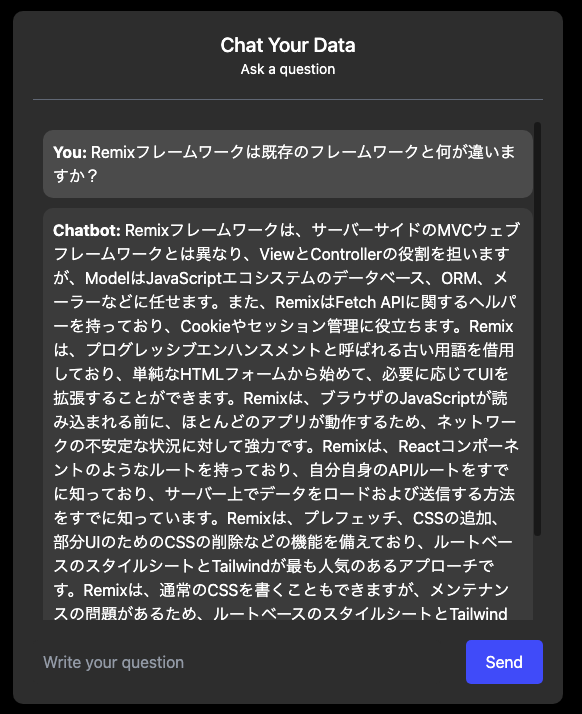 Chat Your Data
Ask a question
You: Remixフレームワークは既存のフレームワークと何が違いま
すか？
Chatbot: Remixフレームワークは、サーバーサイドのMVCウェブ
フレームワークとは異なり、ViewとControllerの役割を担います
が、ModelはJavaScriptエコシステムのデータベース、ORM、メ
ーラーなどに任せます。また、RemixはFetch APIに関するヘルパ
ーを持っており、Cookieやセッション管理に役立ちます。Remix
は、プログレッシブエンハンスメントと呼ばれる古い用語を借用
しており、単純なHTMLフォームから始めて、必要に応じてUIを
拡張することができます。Remixは、ブラウザのJavaScriptが読
み込まれる前に、ほとんどのアプリが動作するため、ネットワー
クの不安定な状況に対して強力です。Remixは、Reactコンポーネ
ントのようなルートを持っており、自分自身のAPIルートをすで
に知っており、サーバー上でデータをロードおよび送信する方法
をすでに知っています。Remixは、プレフェッチ、CSSの追加、
部分UIのためのCSSの削除などの機能を備えており、ルートベー
スのスタイルシートとTailwindが最も人気のあるアプローチで
す。Remixは、通常のCSSを書くこともできますが、メンテナン
スの問題があるため、ルートベースのスタイルシートとTailwind
Write your question
Send